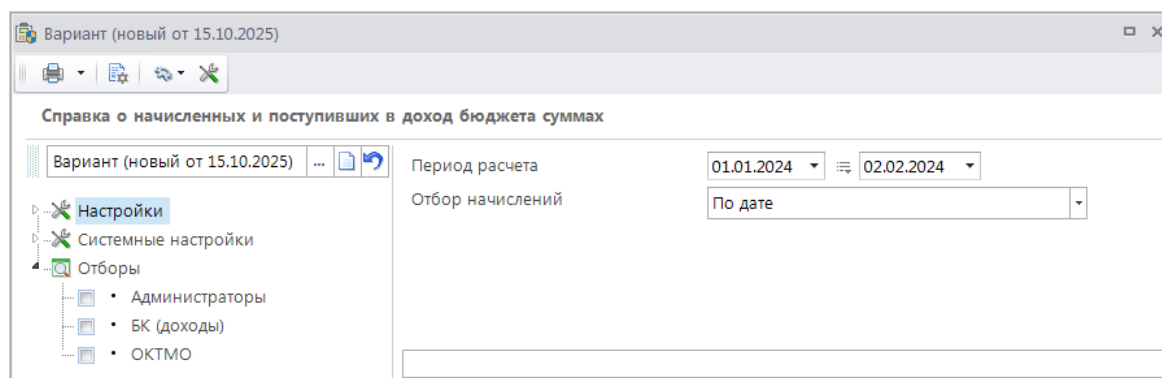 Вариант (новый от 15.10.2025)
Справка о начисленных и поступивших в доход бюджета суммах
Вариант (новый от 15.10.2025) ...
Период расчета 01.01.2024 02.02.2024
Отбор начислений По дате
Настройки
Системные настройки
Отборы
Администраторы
БК (доходы)
ОКТМО